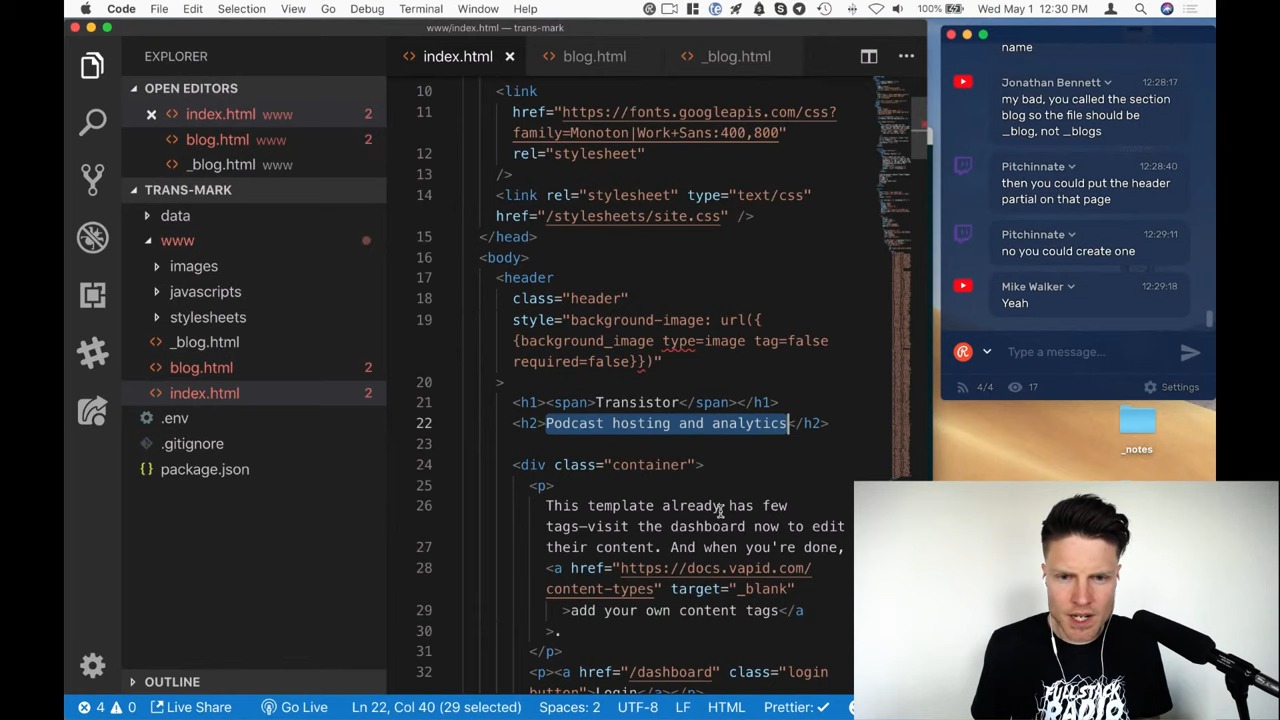 Code File Edit Selection View Go Debug Terminal Window Help 100% Wed May 1 12:30 PM
www/index.html — trans-mark
EXPLORER
OPEN EDITORS
index.html www 2
blog.html www 2
_blog.html www
TRANS-MARK
data
www
images
javascripts
stylesheets
_blog.html
blog.html 2
index.html 2
.env
.gitignore
package.json
OUTLINE
index.html
blog.html
_blog.html
10 <link
11 href="https://fonts.googleapis.com/css?
family=Monoton|Work+Sans:400,800"
12 rel="stylesheet"
13 />
14 <link rel="stylesheet" type="text/css"
href="/stylesheets/site.css" />
15 </head>
16 <body>
17 <header
18 class="header"
19 style="background-image: url({
{background_image type=image tag=false
required=false}})"
20 >
21 <h1><span>Transistor</span></h1>
22 <h2>Podcast hosting and analytics</h2>
23
24 <div class="container">
25 <p>
26 This template already has few
tags—visit the dashboard now to edit
27 their content. And when you're done,
28 <a href="https://docs.vapid.com/
content-types" target="_blank"
29 >add your own content tags</a
30 >.
31 </p>
32 <p><a href="/dashboard" class="login
button">Login</a></p>
name
Jonathan Bennett 12:28:17
my bad, you called the section
blog so the file should be
_blog, not _blogs
Pitchinnate 12:28:40
then you could put the header
partial on that page
Pitchinnate 12:29:11
no you could create one
Mike Walker 12:29:18
Yeah
Type a message...
4/4 17 Settings
_notes
FULL STACK
RADIO
4 0 Live Share Go Live Ln 22, Col 40 (29 selected) Spaces: 2 UTF-8 LF HTML Prettier: ✓